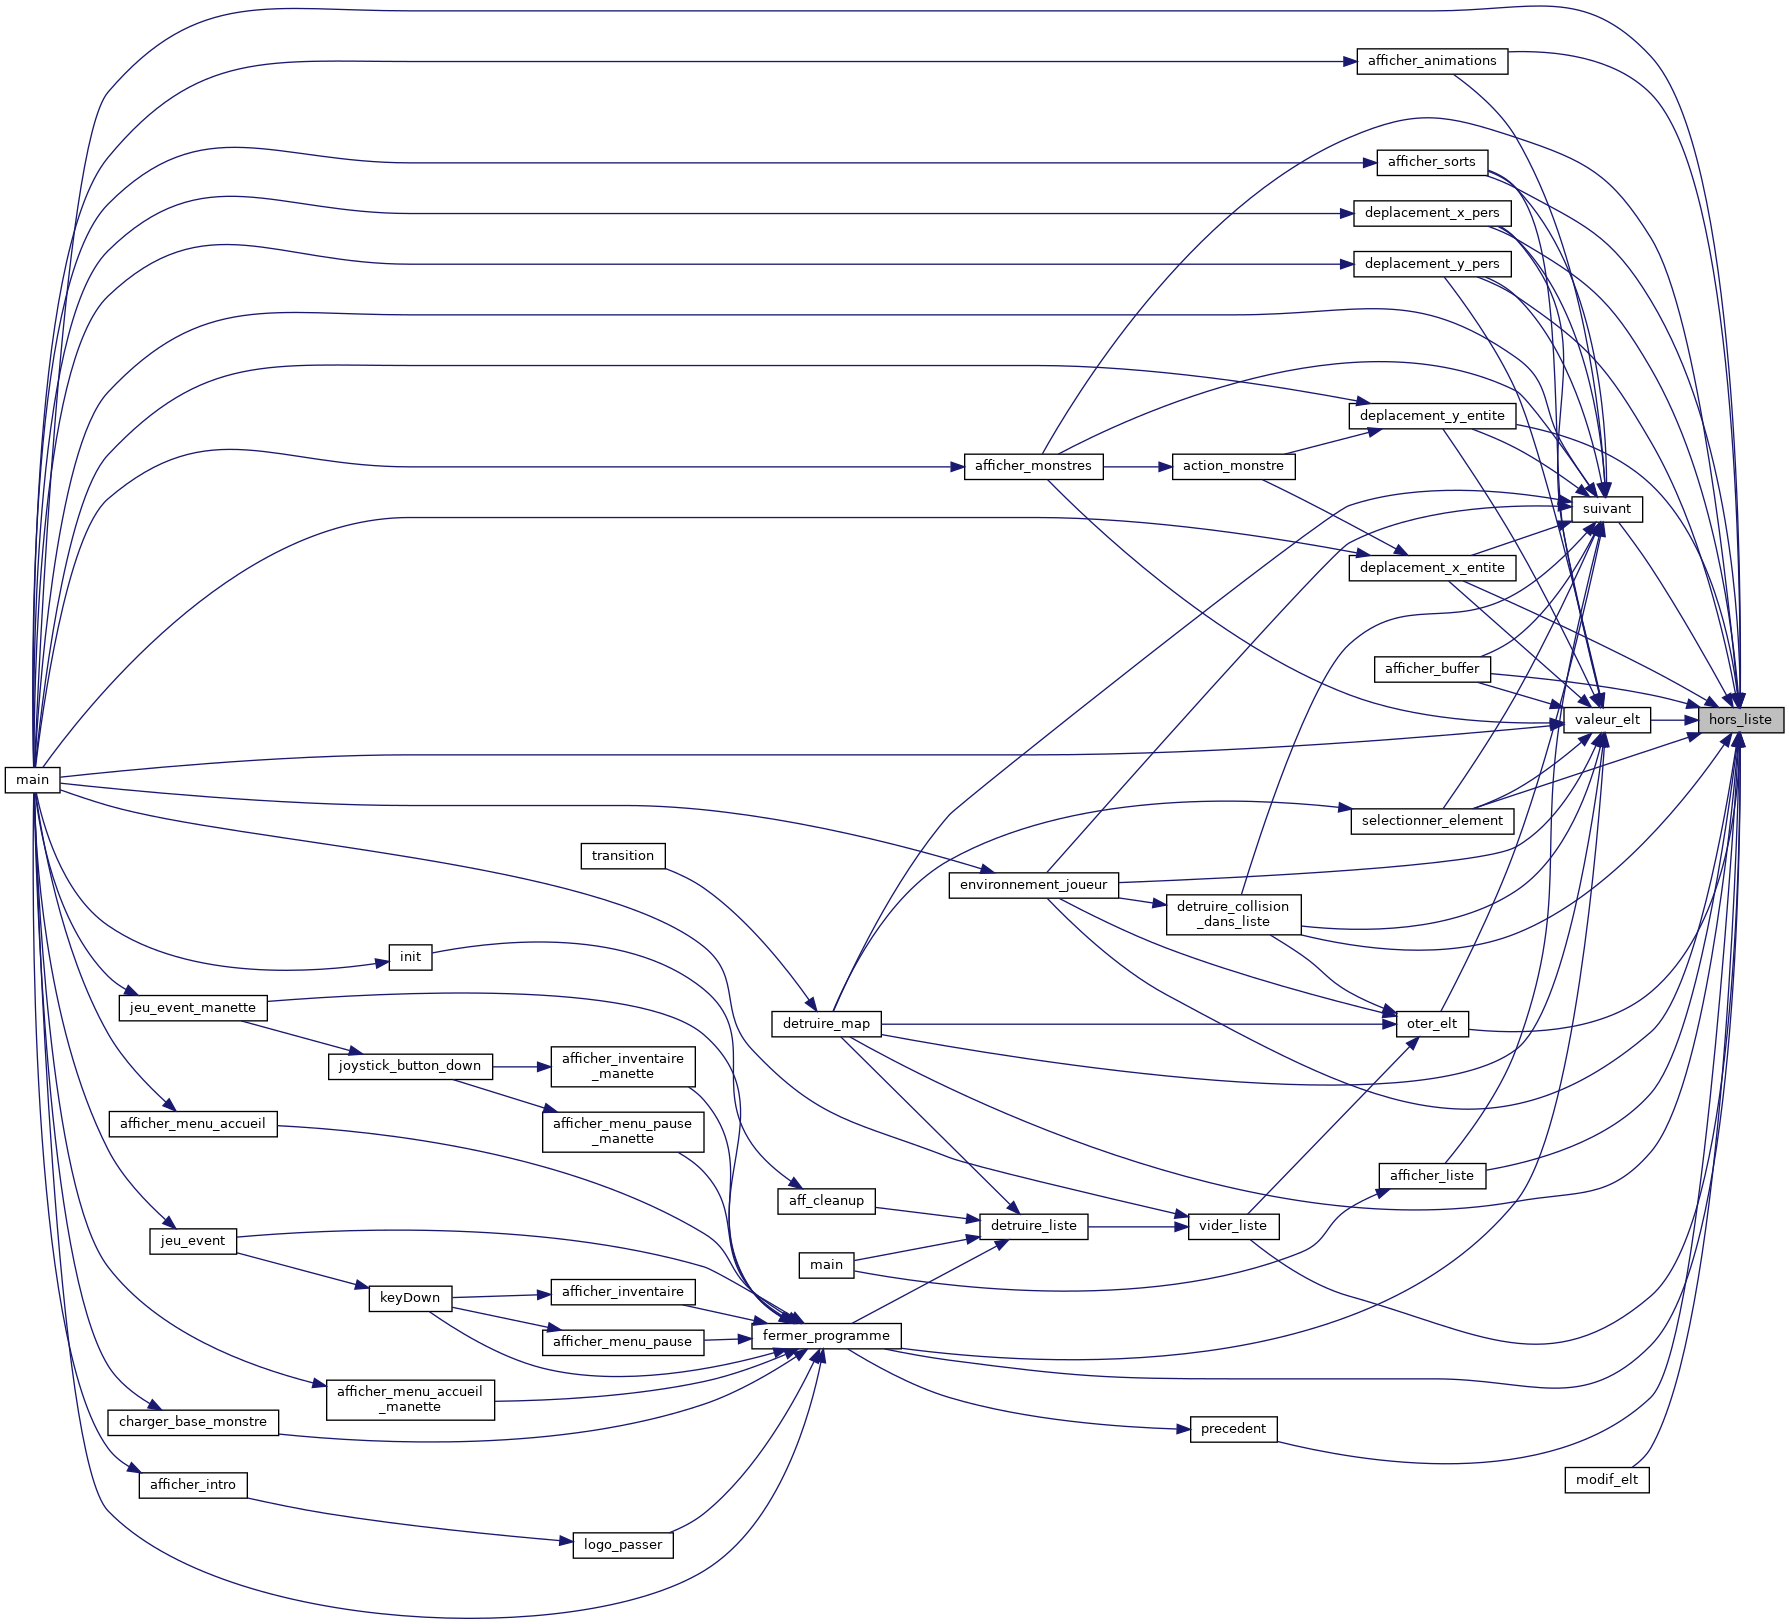 afficher_animations
afficher_sorts
deplacement_x_pers
deplacement_y_pers
deplacement_y_entite
afficher_monstres
action_monstre
suivant
deplacement_x_entite
afficher_buffer
valeur_elt
hors_liste
main
selectionner_element
transition
environnement_joueur
detruire_collision
_dans_liste
init
jeu_event_manette
detruire_map
oter_elt
joystick_button_down
afficher_inventaire
_manette
afficher_menu_accueil
afficher_menu_pause
_manette
afficher_liste
aff_cleanup
detruire_liste
vider_liste
jeu_event
main
keyDown
afficher_inventaire
fermer_programme
afficher_menu_pause
afficher_menu_accueil
_manette
charger_base_monstre
precedent
modif_elt
afficher_intro
logo_passer